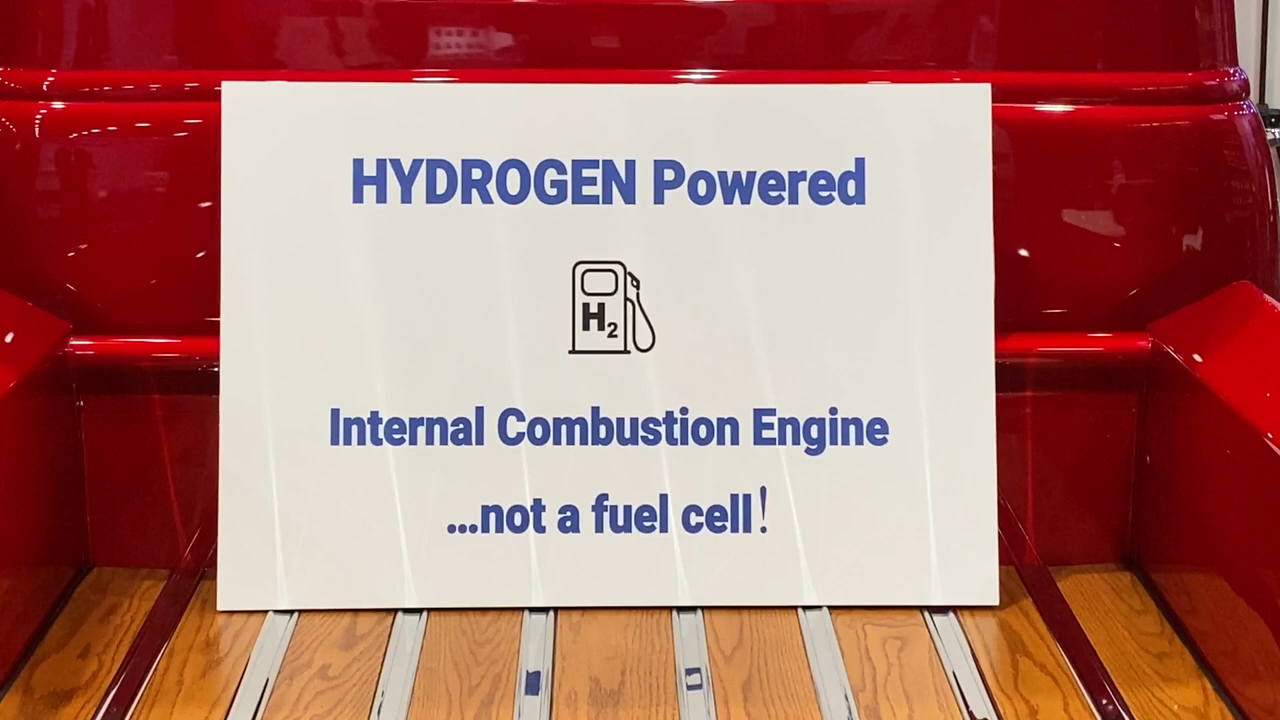 HYDROGEN Powered
H₂
Internal Combustion Engine
...not a fuel cell!